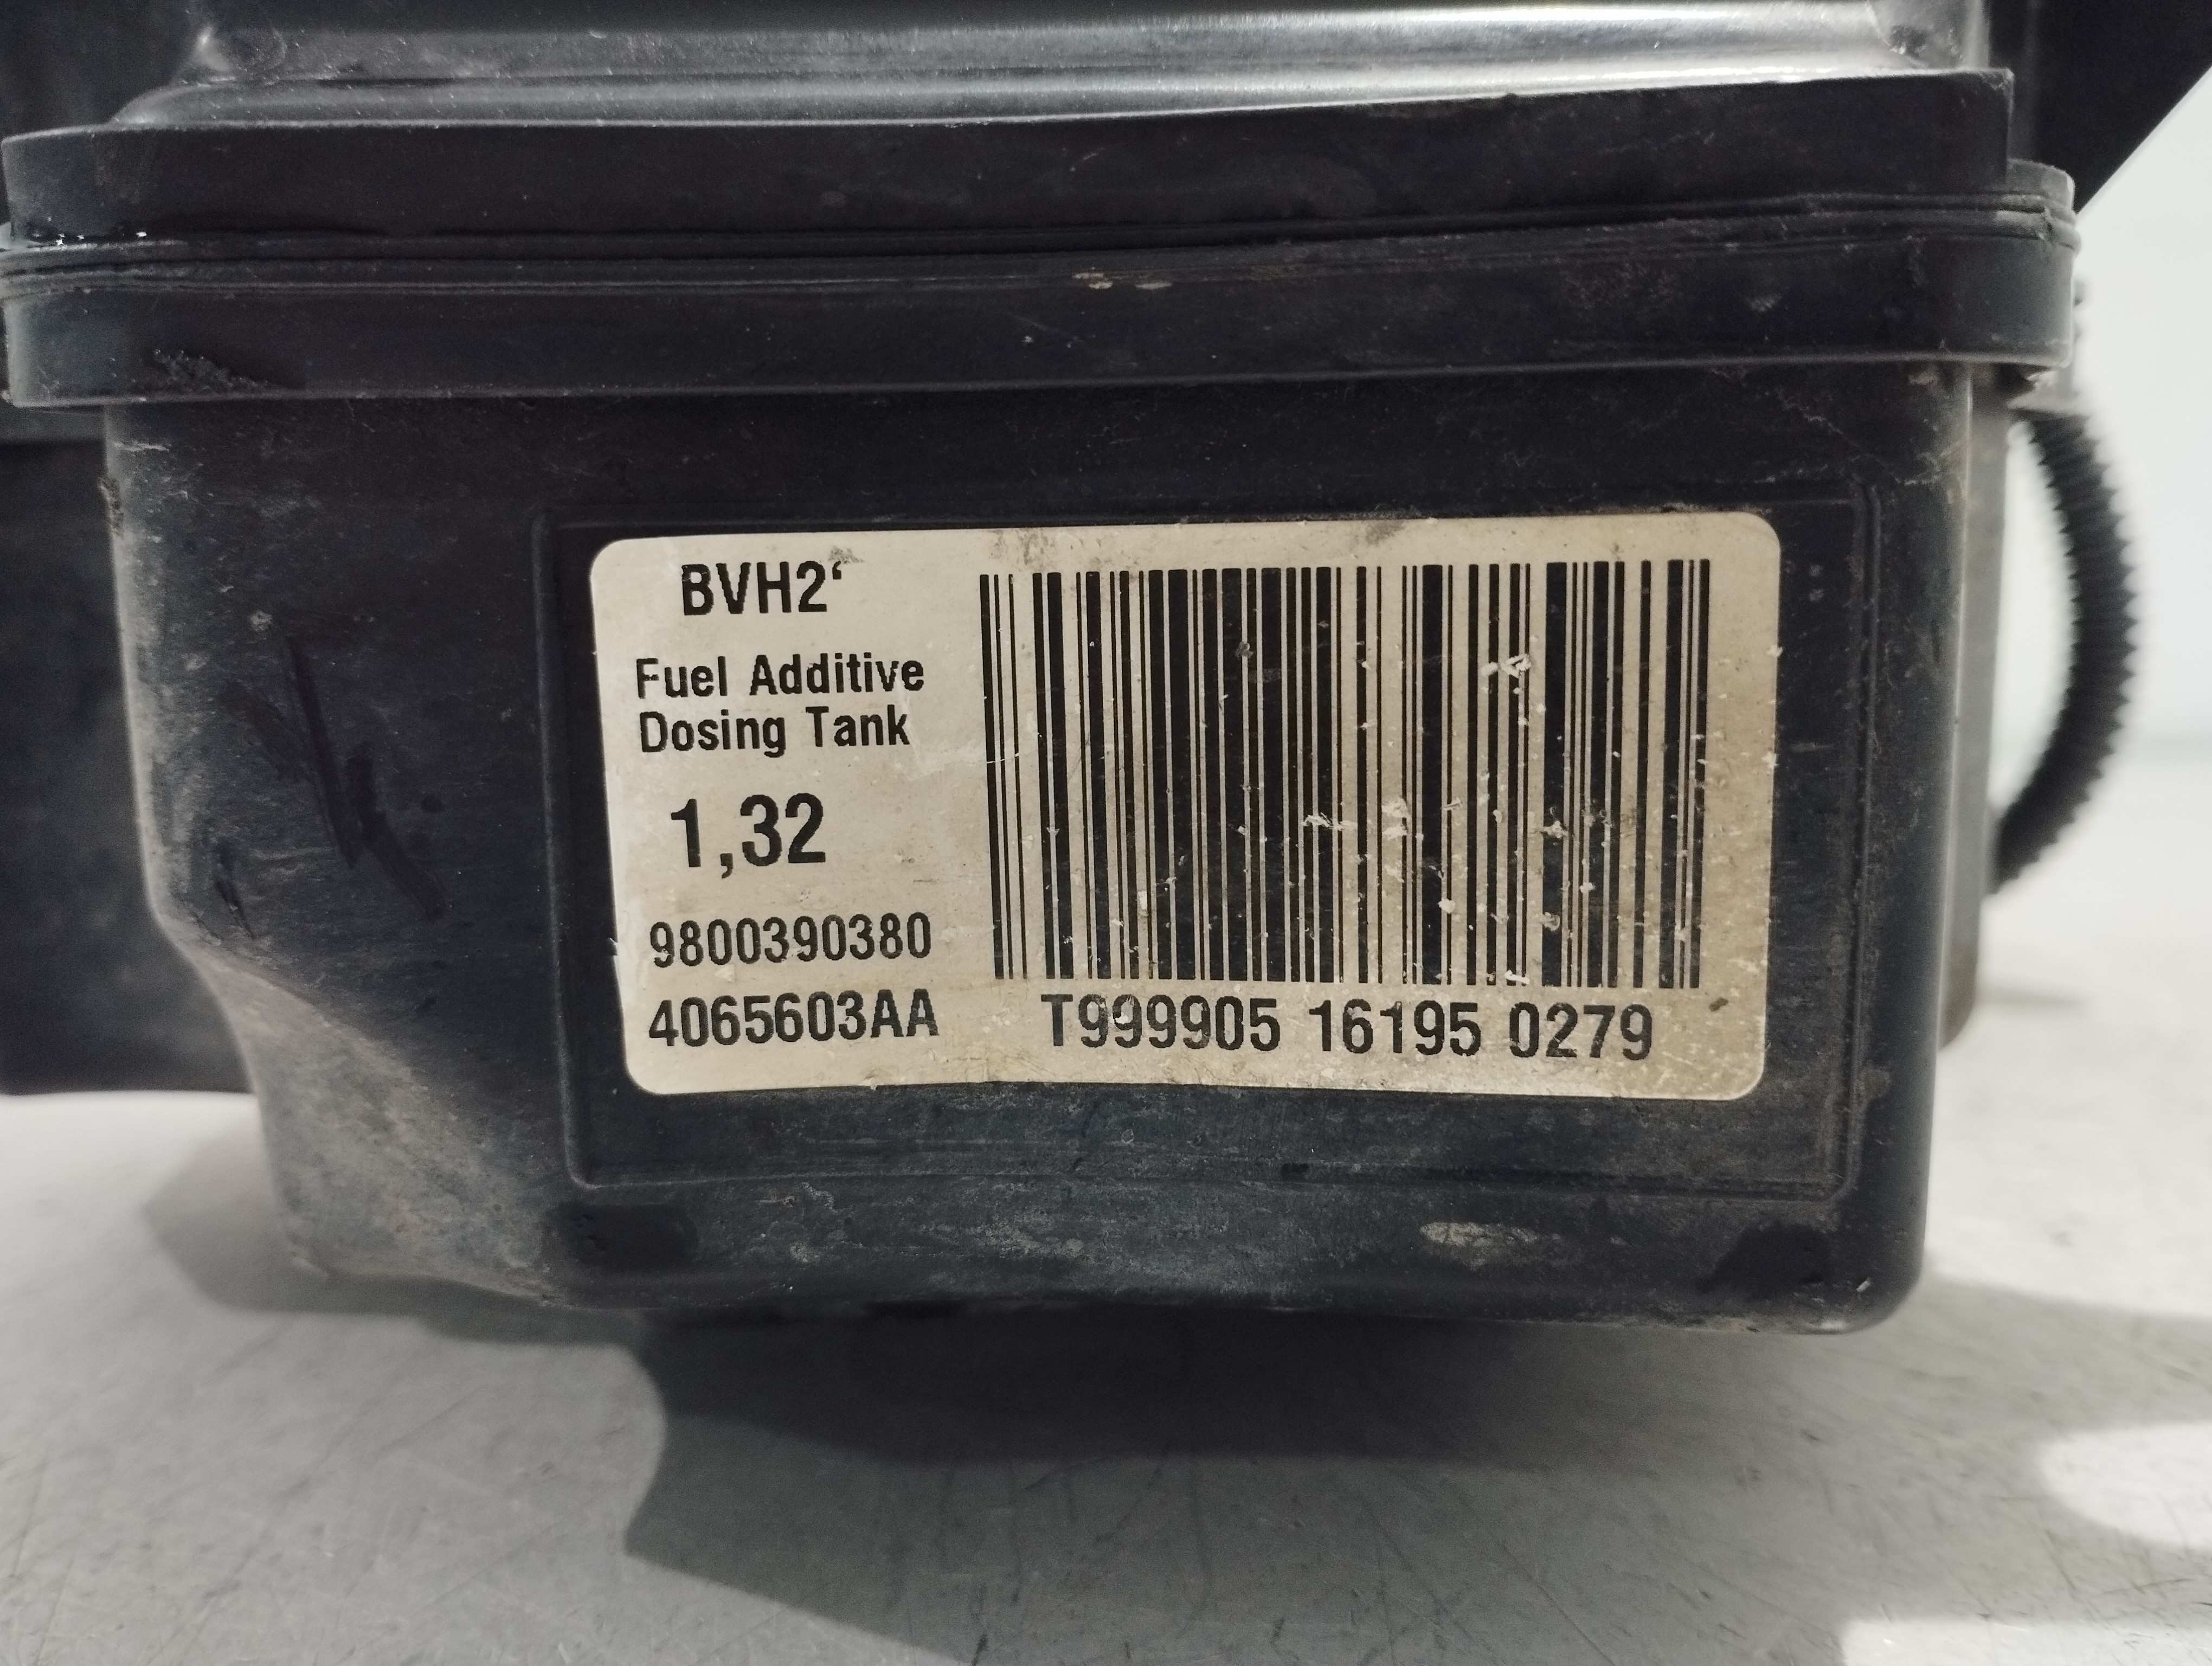 BVH2‘
Fuel Additive
Dosing Tank
1,32
9800390380
4065603AA
T999905 16195 0279